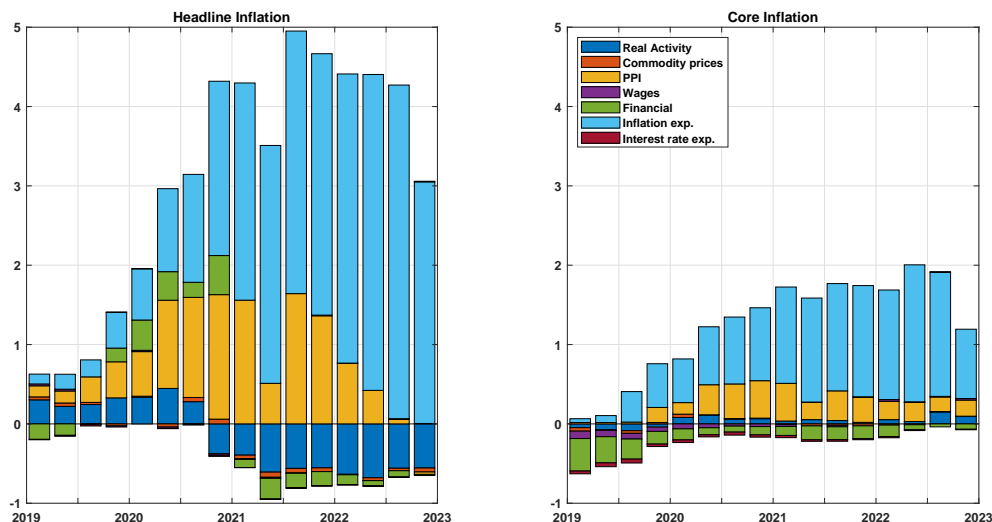 Headline Inflation
5
4
3
2
1
0
-1
2019
2020
2021
2022
2023
Core Inflation
5
4
3
2
1
0
-1
2019
2020
2021
2022
2023
Real Activity
Commodity prices
PPI
Wages
Financial
Inflation exp.
Interest rate exp.